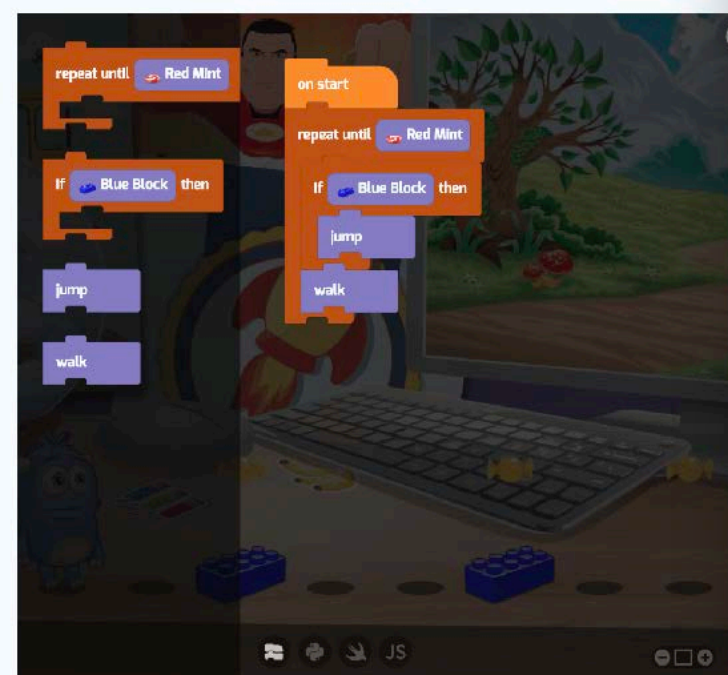 repeat until Red Mint
If Blue Block then
jump
walk
on start
repeat until Red Mint
If Blue Block then
jump
walk
JS